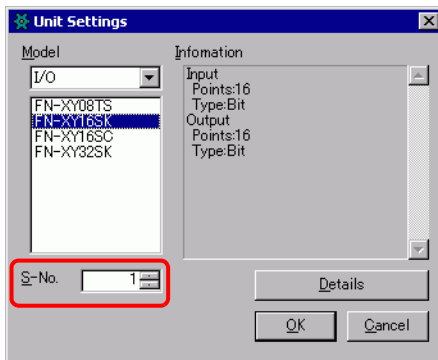 Unit Settings
Model
Infomation
I/O
Input
Points:16
Type:Bit
Output
Points:16
Type:Bit
FN-XY08TS
FN-XY16SK
FN-XY16SC
FN-XY32SK
S-No.
1
Details
OK
Cancel